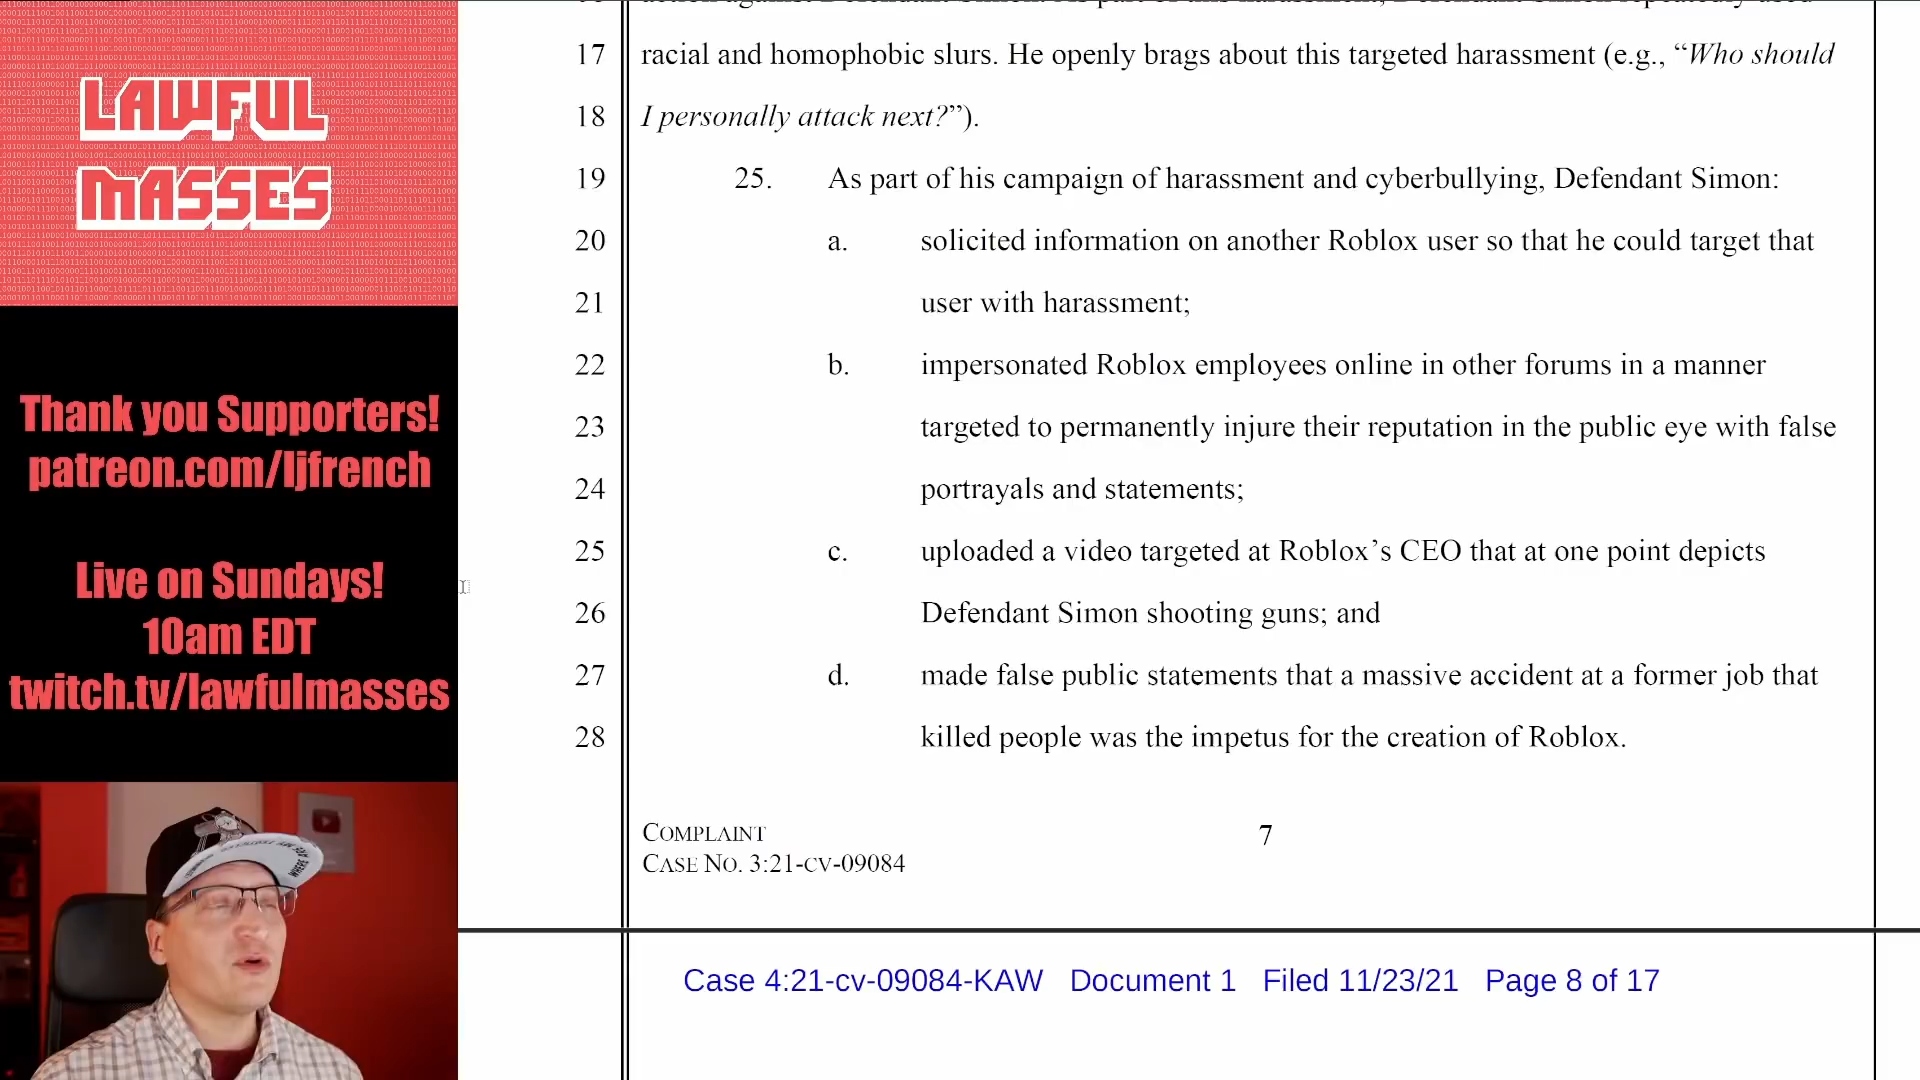 LAWFUL
MASSES
Thank you Supporters!
patreon.com/ljfrench
Live on Sundays!
10am EDT
twitch.tv/lawfulmasses
17 racial and homophobic slurs. He openly brags about this targeted harassment (e.g., “Who should
18 I personally attack next?”).
19 25. As part of his campaign of harassment and cyberbullying, Defendant Simon:
20 a. solicited information on another Roblox user so that he could target that
21 user with harassment;
22 b. impersonated Roblox employees online in other forums in a manner
23 targeted to permanently injure their reputation in the public eye with false
24 portrayals and statements;
25 c. uploaded a video targeted at Roblox’s CEO that at one point depicts
26 Defendant Simon shooting guns; and
27 d. made false public statements that a massive accident at a former job that
28 killed people was the impetus for the creation of Roblox.
COMPLAINT
7
CASE NO. 3:21-CV-09084
Case 4:21-cv-09084-KAW Document 1 Filed 11/23/21 Page 8 of 17